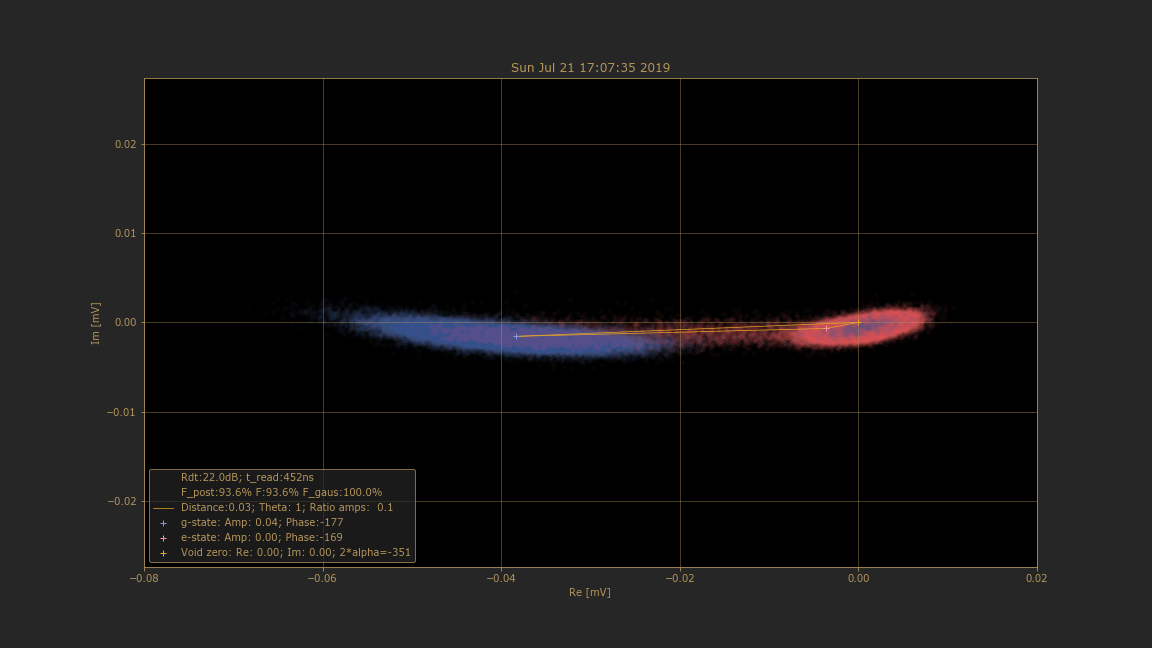 Sun Jul 21 17:07:35 2019
Im [mV]
0.02
0.01
0.00
−0.01
−0.02
Rdt:22.0dB; t_read:452ns
F_post:93.6% F:93.6% F_gaus:100.0%
Distance:0.03; Theta: 1; Ratio amps:  0.1
g-state: Amp: 0.04; Phase:-177
e-state: Amp: 0.00; Phase:-169
Void zero: Re: 0.00; Im: 0.00; 2*alpha=-351
−0.08 −0.06 −0.04 −0.02 0.00 0.02
Re [mV]